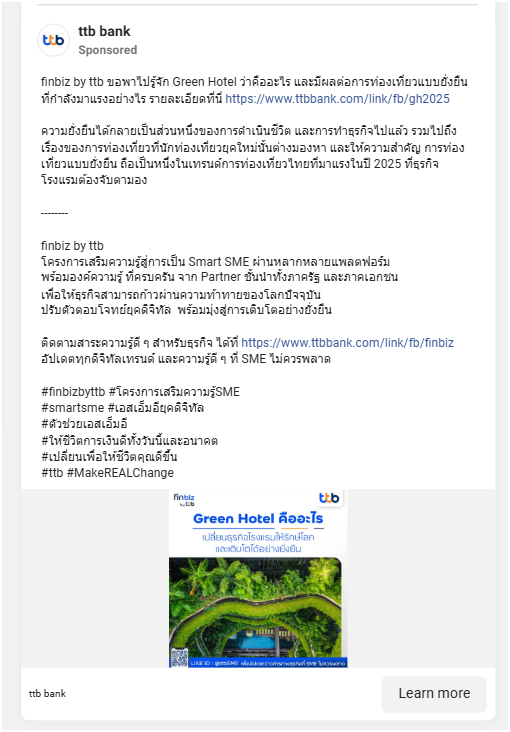 ttb
ttb bank
Sponsored
finbiz by ttb ขอพาไปรู้จัก Green Hotel ว่าคืออะไร และมีผลต่อการท่องเที่ยวแบบยั่งยืน
ที่กำลังมาแรงอย่างไร รายละเอียดที่นี่ https://www.ttbbank.com/link/fb/gh2025
ความยั่งยืนได้กลายเป็นส่วนหนึ่งของการดำเนินชีวิต และการทำธุรกิจไปแล้ว รวมไปถึง
เรื่องของการท่องเที่ยวที่นักท่องเที่ยวยุคใหม่นั้นต่างมองหา และให้ความสำคัญ การท่อง
เที่ยวแบบยั่งยืน ถือเป็นหนึ่งในเทรนด์การท่องเที่ยวไทยที่มาแรงในปี 2025 ที่ธุรกิจ
โรงแรมต้องจับตามอง
--------
finbiz by ttb
โครงการเสริมความรู้สู่การเป็น Smart SME ผ่านหลากหลายแพลตฟอร์ม
พร้อมองค์ความรู้ ที่ครบครัน จาก Partner ชั้นนำทั้งภาครัฐ และภาคเอกชน
เพื่อให้ธุรกิจสามารถก้าวผ่านความท้าทายของโลกปัจจุบัน
ปรับตัวตอบโจทย์ยุคดิจิทัล พร้อมมุ่งสู่การเติบโตอย่างยั่งยืน
ติดตามสาระความรู้ดี ๆ สำหรับธุรกิจ ได้ที่ https://www.ttbbank.com/link/fb/finbiz
อัปเดตทุกดิจิทัลเทรนด์ และความรู้ดี ๆ ที่ SME ไม่ควรพลาด
#finbizbyttb #โครงการเสริมความรู้SME
#smartsme #เอสเอ็มอียุคดิจิทัล
#ตัวช่วยเอสเอ็มอี
#ให้ชีวิตการเงินดีทั้งวันนี้และอนาคต
#เปลี่ยนเพื่อให้ชีวิตคุณดีขึ้น
#ttb #MakeREALChange
finbiz
by ttb
ttb
Green Hotel คืออะไร
เปลี่ยนธุรกิจโรงแรมให้รักษ์โลก
และเติบโตได้อย่างยั่งยืน
LINE ID : @ttbSME เพื่ออัปเดตข่าวสารทางธุรกิจที่ SME ไม่ควรพลาด
ttb bank
Learn more